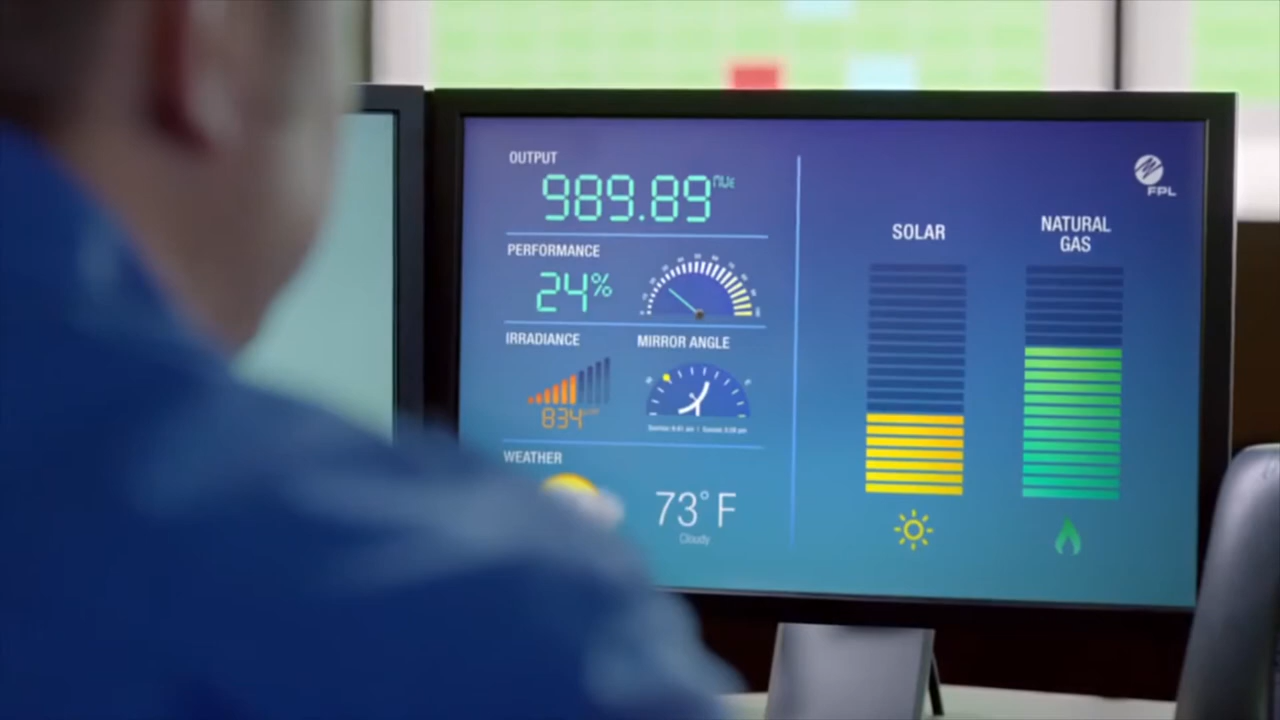 OUTPUT
989.89
PERFORMANCE
24%
IRRADIANCE
834
MIRROR ANGLE
WEATHER
73° F
Cloudy
FPL
SOLAR
NATURAL
GAS